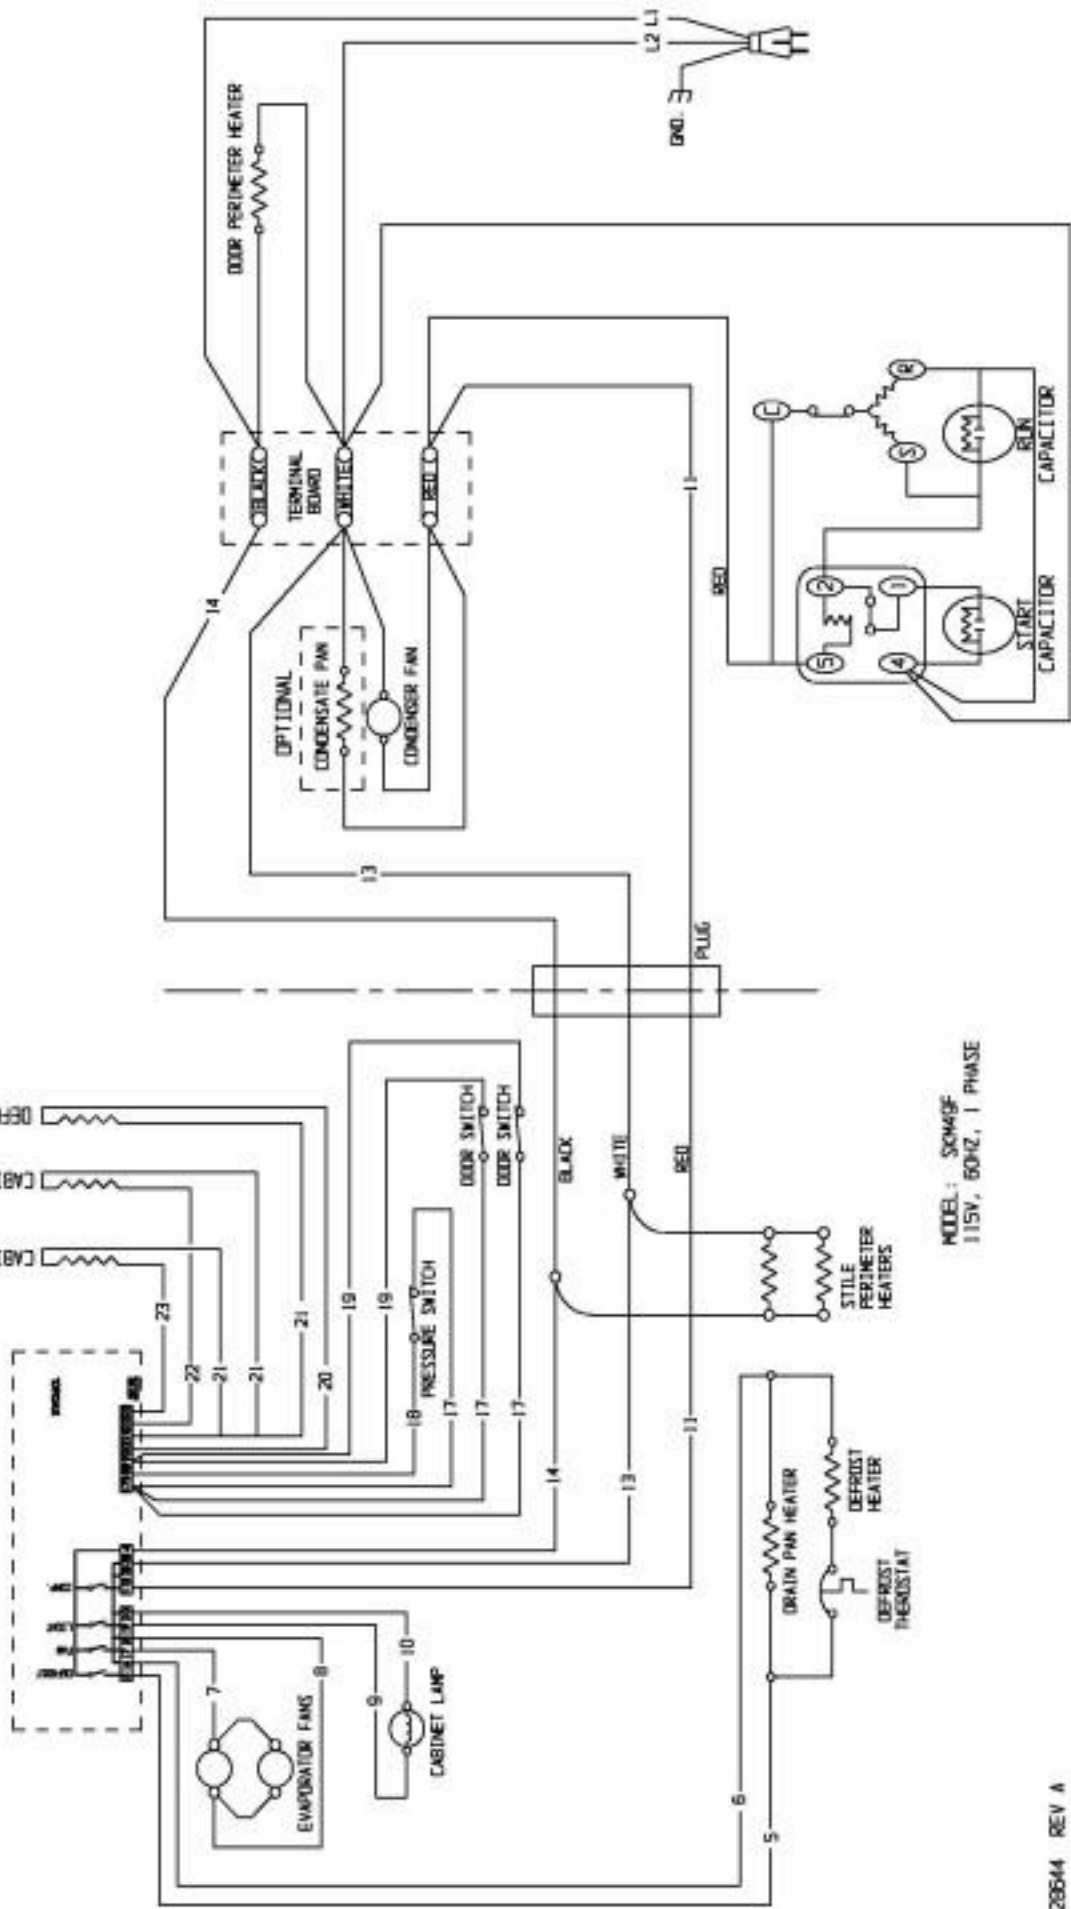 L1
L2
GND.
DOOR PERIMETER HEATER
BLACK
TERMINAL
BOARD
WHITE
RED
14
OPTIONAL
CONDENSATE PAN
CONDENSER FAN
13
11
RED
C
R
S
RUN
CAPACITOR
2
1
5
4
START
CAPACITOR
PLUG
23
22
21
21
21
20
19
19
18
17
17
17
PRESSURE SWITCH
DOOR SWITCH
DOOR SWITCH
BLACK
WHITE
RED
14
13
11
STILE
PERIMETER
HEATERS
MODEL: SKM49F
115V, 60HZ, 1 PHASE
7
8
EVAPORATOR FANS
9
10
CABINET LAMP
6
5
DRAIN PAN HEATER
DEFROST
HEATER
DEFROST
THEROSTAT
28644 REV A